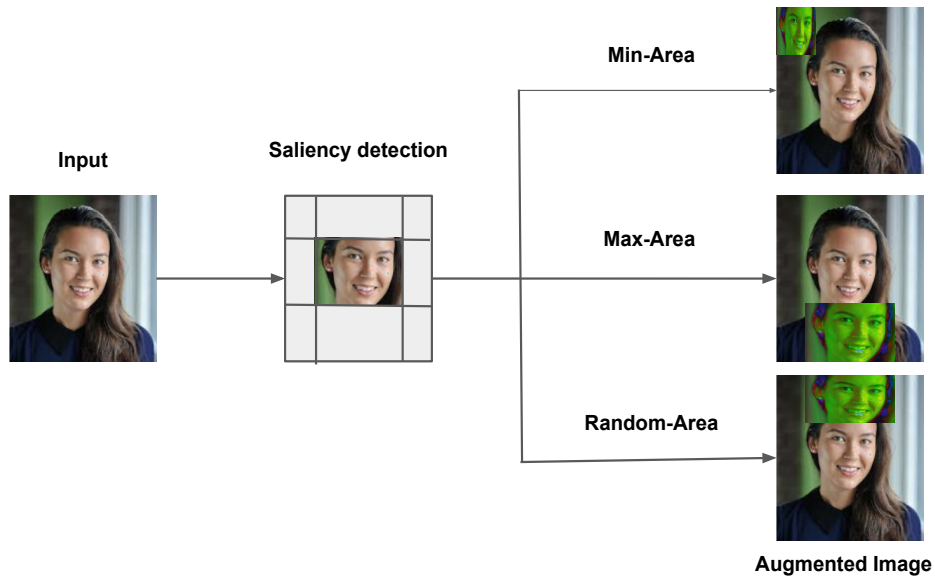 Input
Saliency detection
Min-Area
Max-Area
Random-Area
Augmented Image